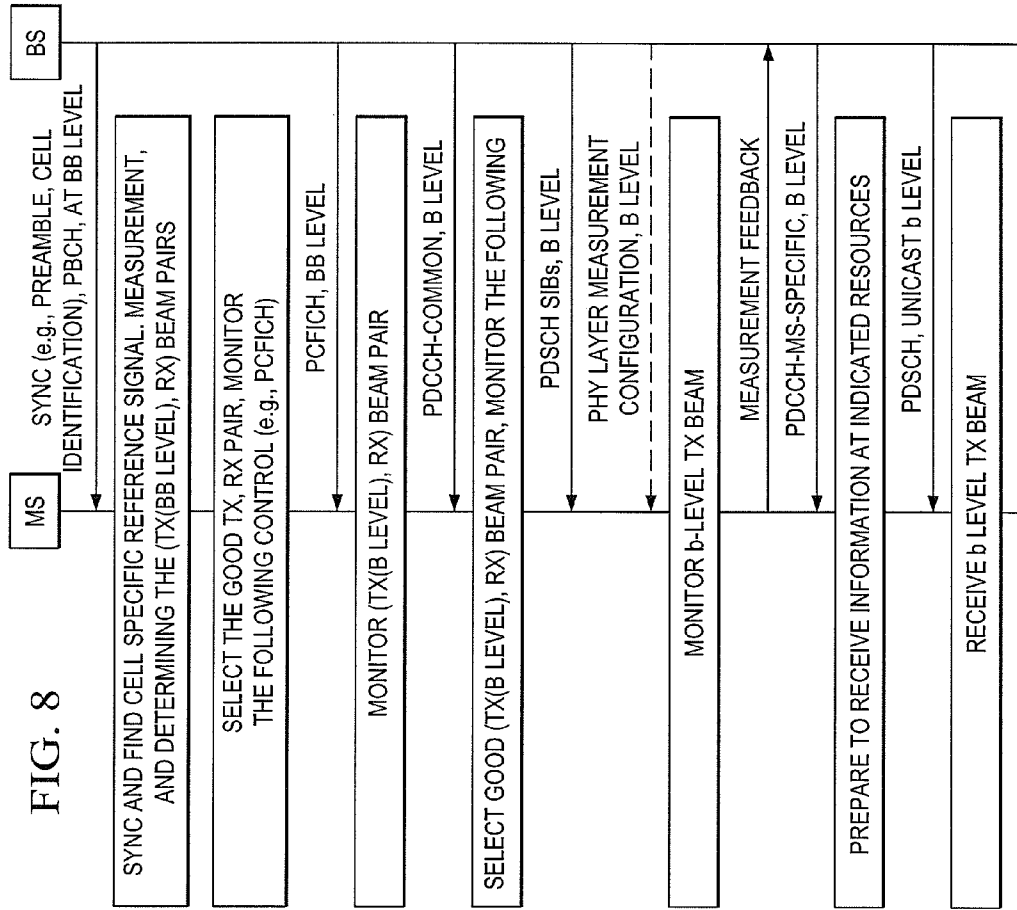 FIG. 8
MS
BS
SYNC (e.g., PREAMBLE, CELL
IDENTIFICATION), PBCH, AT BB LEVEL
SYNC AND FIND CELL SPECIFIC REFERENCE SIGNAL MEASUREMENT,
AND DETERMINING THE (TX(BB LEVEL), RX) BEAM PAIRS
SELECT THE GOOD TX, RX PAIR, MONITOR
THE FOLLOWING CONTROL (e.g., PCFICH)
PCFICH, BB LEVEL
MONITOR (TX(B LEVEL), RX) BEAM PAIR
PDCCH-COMMON, B LEVEL
SELECT GOOD (TX(B LEVEL), RX) BEAM PAIR, MONITOR THE FOLLOWING
PDSCH SIBs, B LEVEL
PHY LAYER MEASUREMENT
CONFIGURATION, B LEVEL
MONITOR b-LEVEL TX BEAM
MEASUREMENT FEEDBACK
PDCCH-MS-SPECIFIC, B LEVEL
PREPARE TO RECEIVE INFORMATION AT INDICATED RESOURCES
PDSCH, UNICAST b LEVEL
RECEIVE b LEVEL TX BEAM